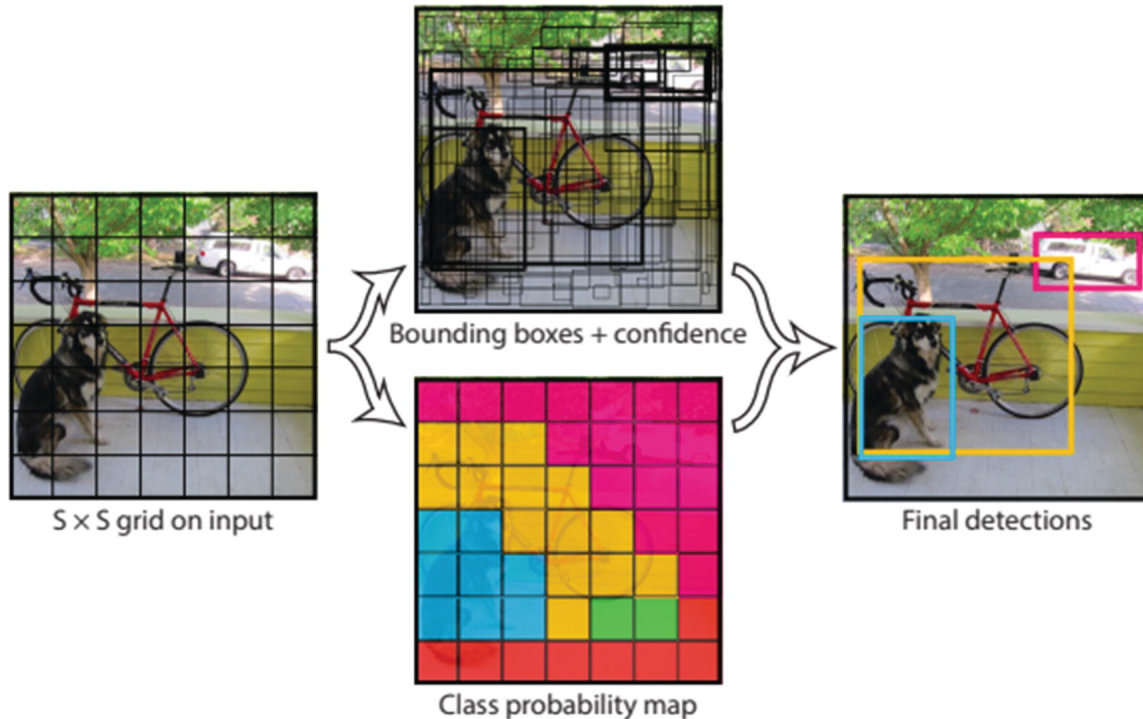 Bounding boxes + confidence
S × S grid on input
Final detections
Class probability map